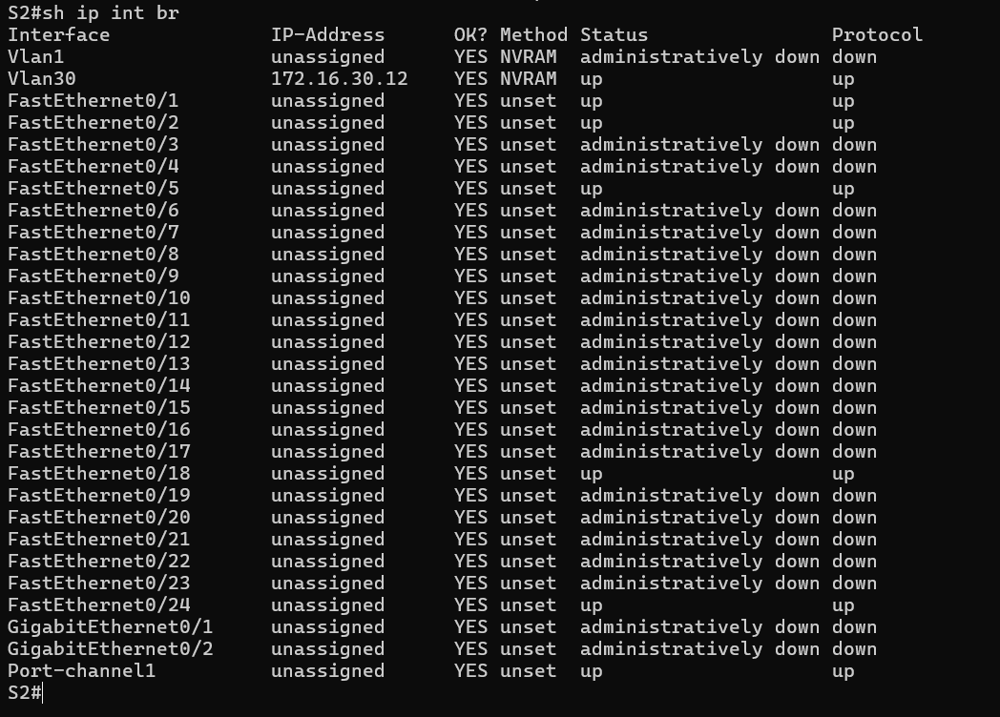 S2#sh ip int br
Interface              IP-Address      OK? Method Status                Protocol
Vlan1                  unassigned      YES NVRAM  administratively down down
Vlan30                 172.16.30.12    YES NVRAM  up                    up
FastEthernet0/1        unassigned      YES unset  up                    up
FastEthernet0/2        unassigned      YES unset  up                    up
FastEthernet0/3        unassigned      YES unset  administratively down down
FastEthernet0/4        unassigned      YES unset  administratively down down
FastEthernet0/5        unassigned      YES unset  up                    up
FastEthernet0/6        unassigned      YES unset  administratively down down
FastEthernet0/7        unassigned      YES unset  administratively down down
FastEthernet0/8        unassigned      YES unset  administratively down down
FastEthernet0/9        unassigned      YES unset  administratively down down
FastEthernet0/10       unassigned      YES unset  administratively down down
FastEthernet0/11       unassigned      YES unset  administratively down down
FastEthernet0/12       unassigned      YES unset  administratively down down
FastEthernet0/13       unassigned      YES unset  administratively down down
FastEthernet0/14       unassigned      YES unset  administratively down down
FastEthernet0/15       unassigned      YES unset  administratively down down
FastEthernet0/16       unassigned      YES unset  administratively down down
FastEthernet0/17       unassigned      YES unset  administratively down down
FastEthernet0/18       unassigned      YES unset  up                    up
FastEthernet0/19       unassigned      YES unset  administratively down down
FastEthernet0/20       unassigned      YES unset  administratively down down
FastEthernet0/21       unassigned      YES unset  administratively down down
FastEthernet0/22       unassigned      YES unset  administratively down down
FastEthernet0/23       unassigned      YES unset  administratively down down
FastEthernet0/24       unassigned      YES unset  up                    up
GigabitEthernet0/1     unassigned      YES unset  administratively down down
GigabitEthernet0/2     unassigned      YES unset  administratively down down
Port-channel1          unassigned      YES unset  up                    up
S2#